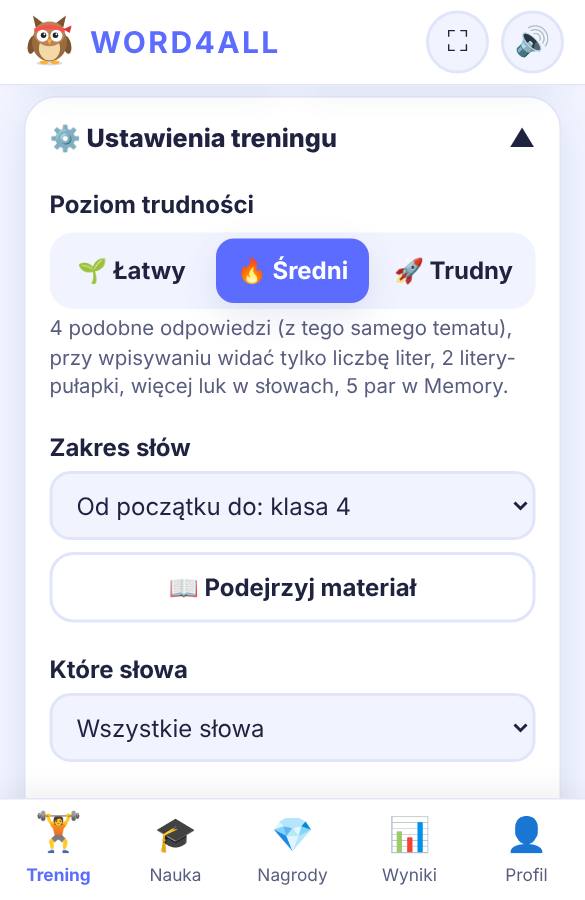 WORD4ALL
Ustawienia treningu
Poziom trudności
Łatwy Średni Trudny
4 podobne odpowiedzi (z tego samego tematu),
przy wpisywaniu widać tylko liczbę liter, 2 litery-
pułapki, więcej luk w słowach, 5 par w Memory.
Zakres słów
Od początku do: klasa 4
Podejrzyj materiał
Które słowa
Wszystkie słowa
Trening Nauka Nagrody Wyniki Profil